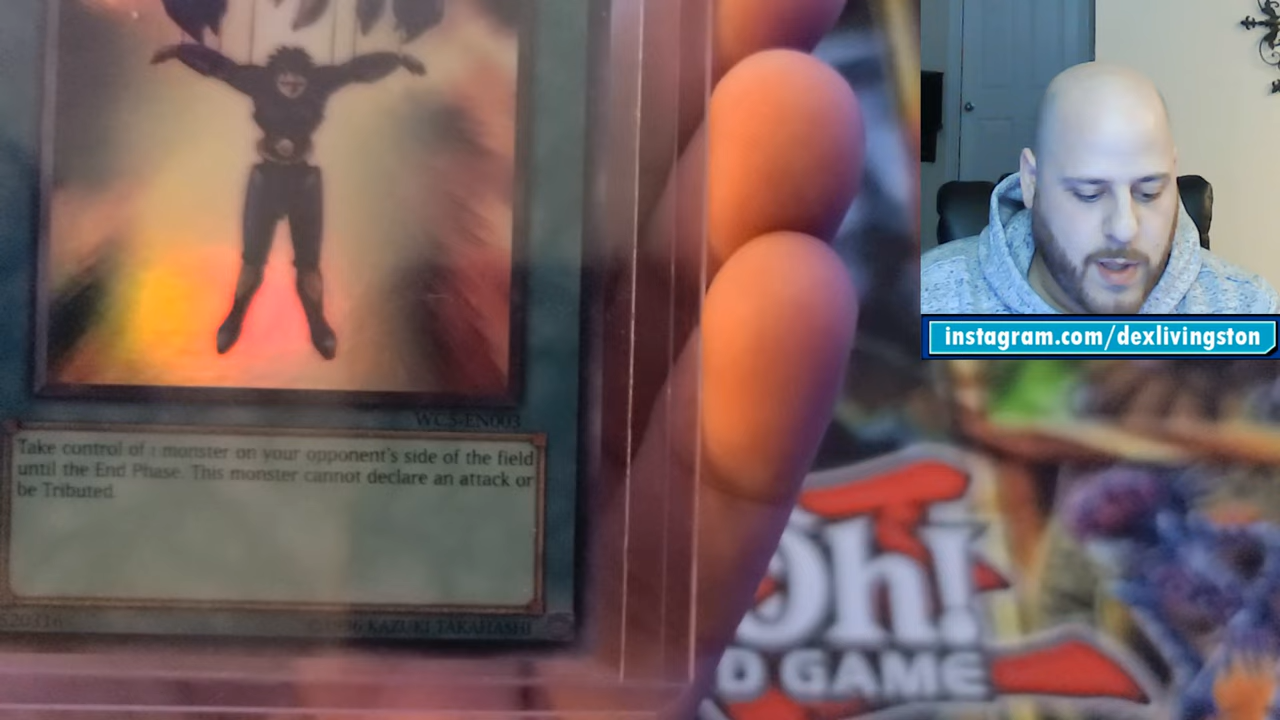 instagram.com/dexlivingston
WC5-EN003
Take control of 1 monster on your opponent's side of the field
until the End Phase. This monster cannot declare an attack or
be Tributed.
1996 KAZUKI TAKAHASHI
Oh!
D GAME